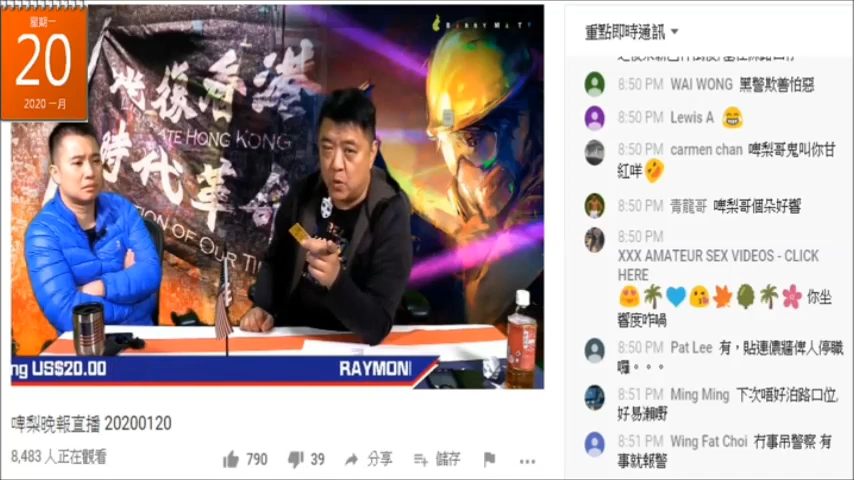 星期一
20
2020 一月
BARRYMA T
光復香港
LIBERATE HONG KONG
時代革命
REVOLUTION OF OUR TI
ng US$20.00
RAYMON
啤梨晚報直播 20200120
8,483 人正在觀看
790
39
分享
儲存
重點即時通訊
8:50 PM WAI WONG 黑警欺善怕惡
8:50 PM Lewis A
8:50 PM carmen chan 啤梨哥鬼叫你甘
紅咩
8:50 PM 青龍哥 啤梨哥個朵好響
8:50 PM
XXX AMATEUR SEX VIDEOS - CLICK
HERE
你坐
響度咋喎
8:50 PM Pat Lee 有，貼連儂牆俾人停職
囉。。。
8:51 PM Ming Ming 下次唔好泊路口位,
好易瀨嘢
8:51 PM Wing Fat Choi 冇事吊警察 有
事就報警